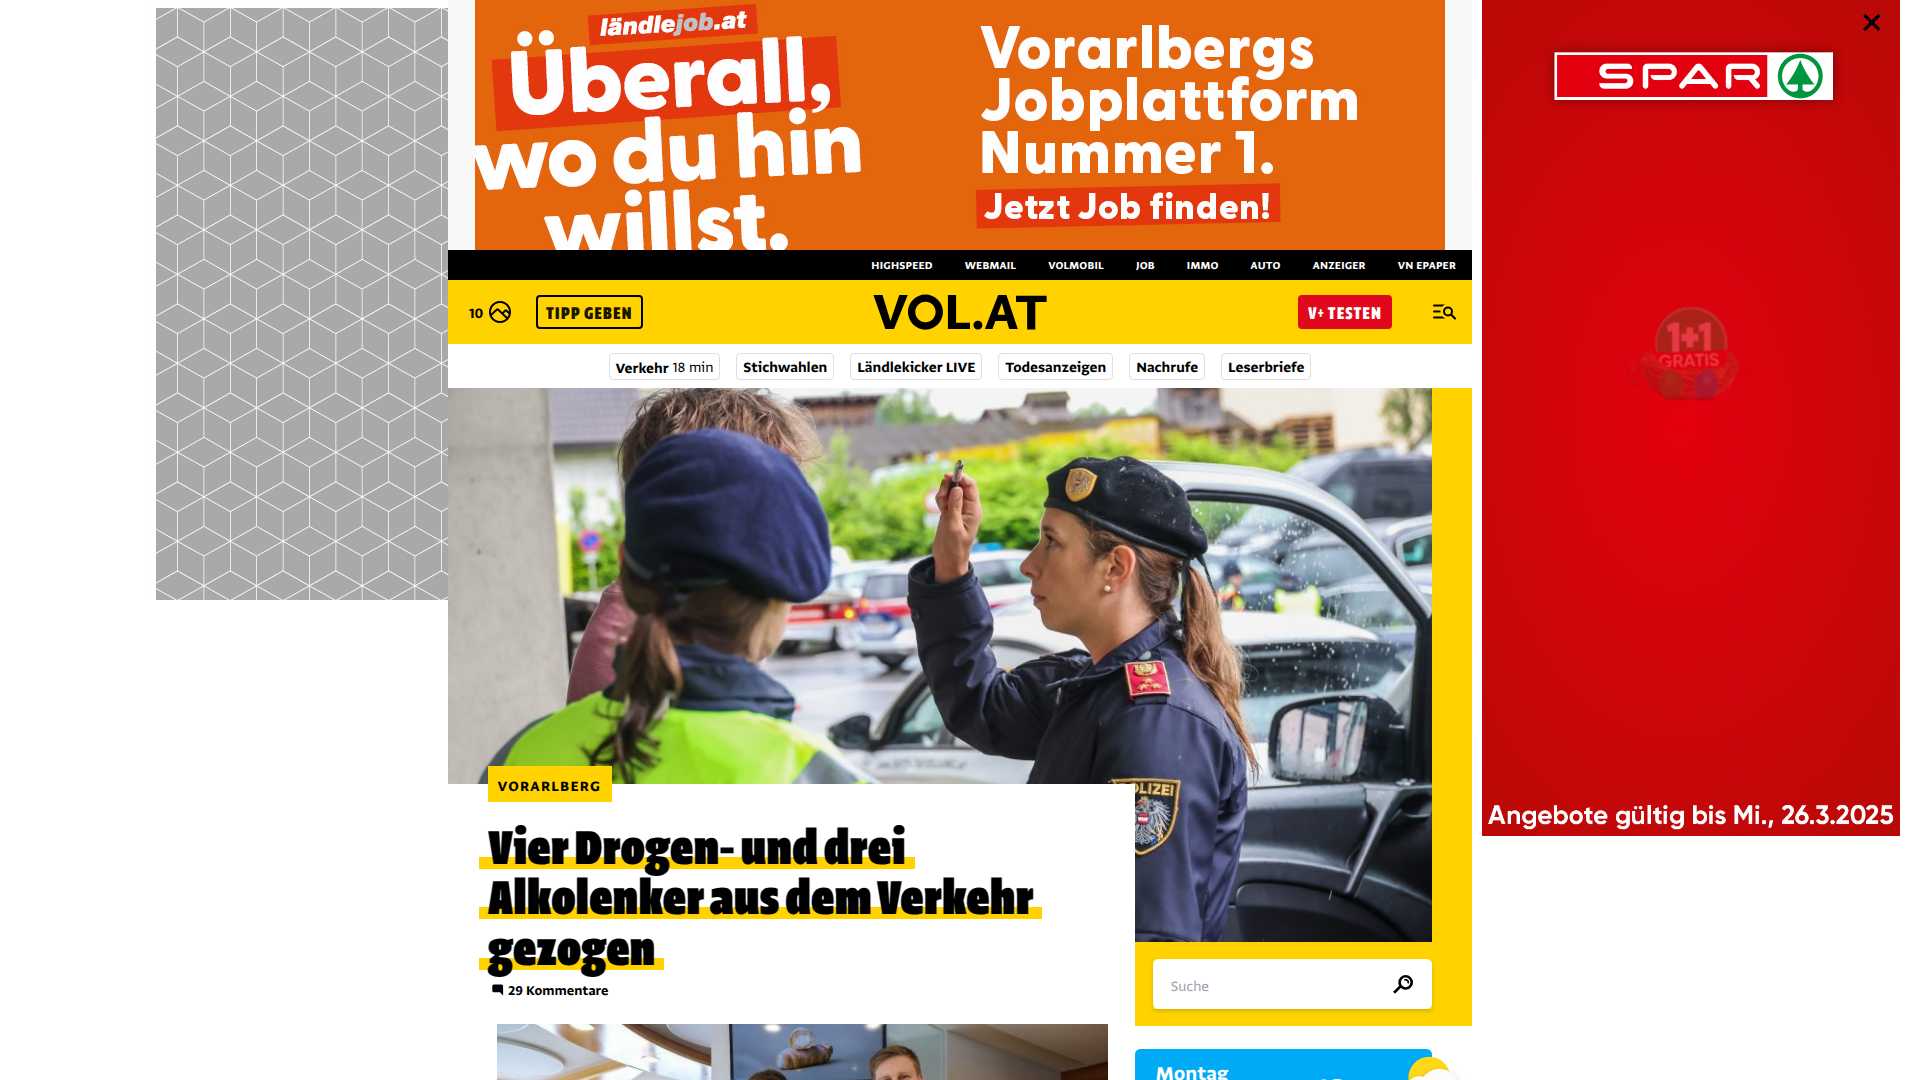 ländlejob.at
Überall,
wo du hin
willst.
Vorarlbergs
Jobplattform
Nummer 1.
Jetzt Job finden!
SPAR
HIGHSPEED WEBMAIL VOLMOBIL JOB IMMO AUTO ANZEIGER VN EPAPER
10
TIPP GEBEN
VOL.AT
V+ TESTEN
1+1
GRATIS
Verkehr 18 min Stichwahlen Ländlekicker LIVE Todesanzeigen Nachrufe Leserbriefe
VORARLBERG
POLIZEI
Angebote gültig bis Mi., 26.3.2025
Vier Drogen- und drei
Alkolenker aus dem Verkehr
gezogen
29 Kommentare
Suche
Montag